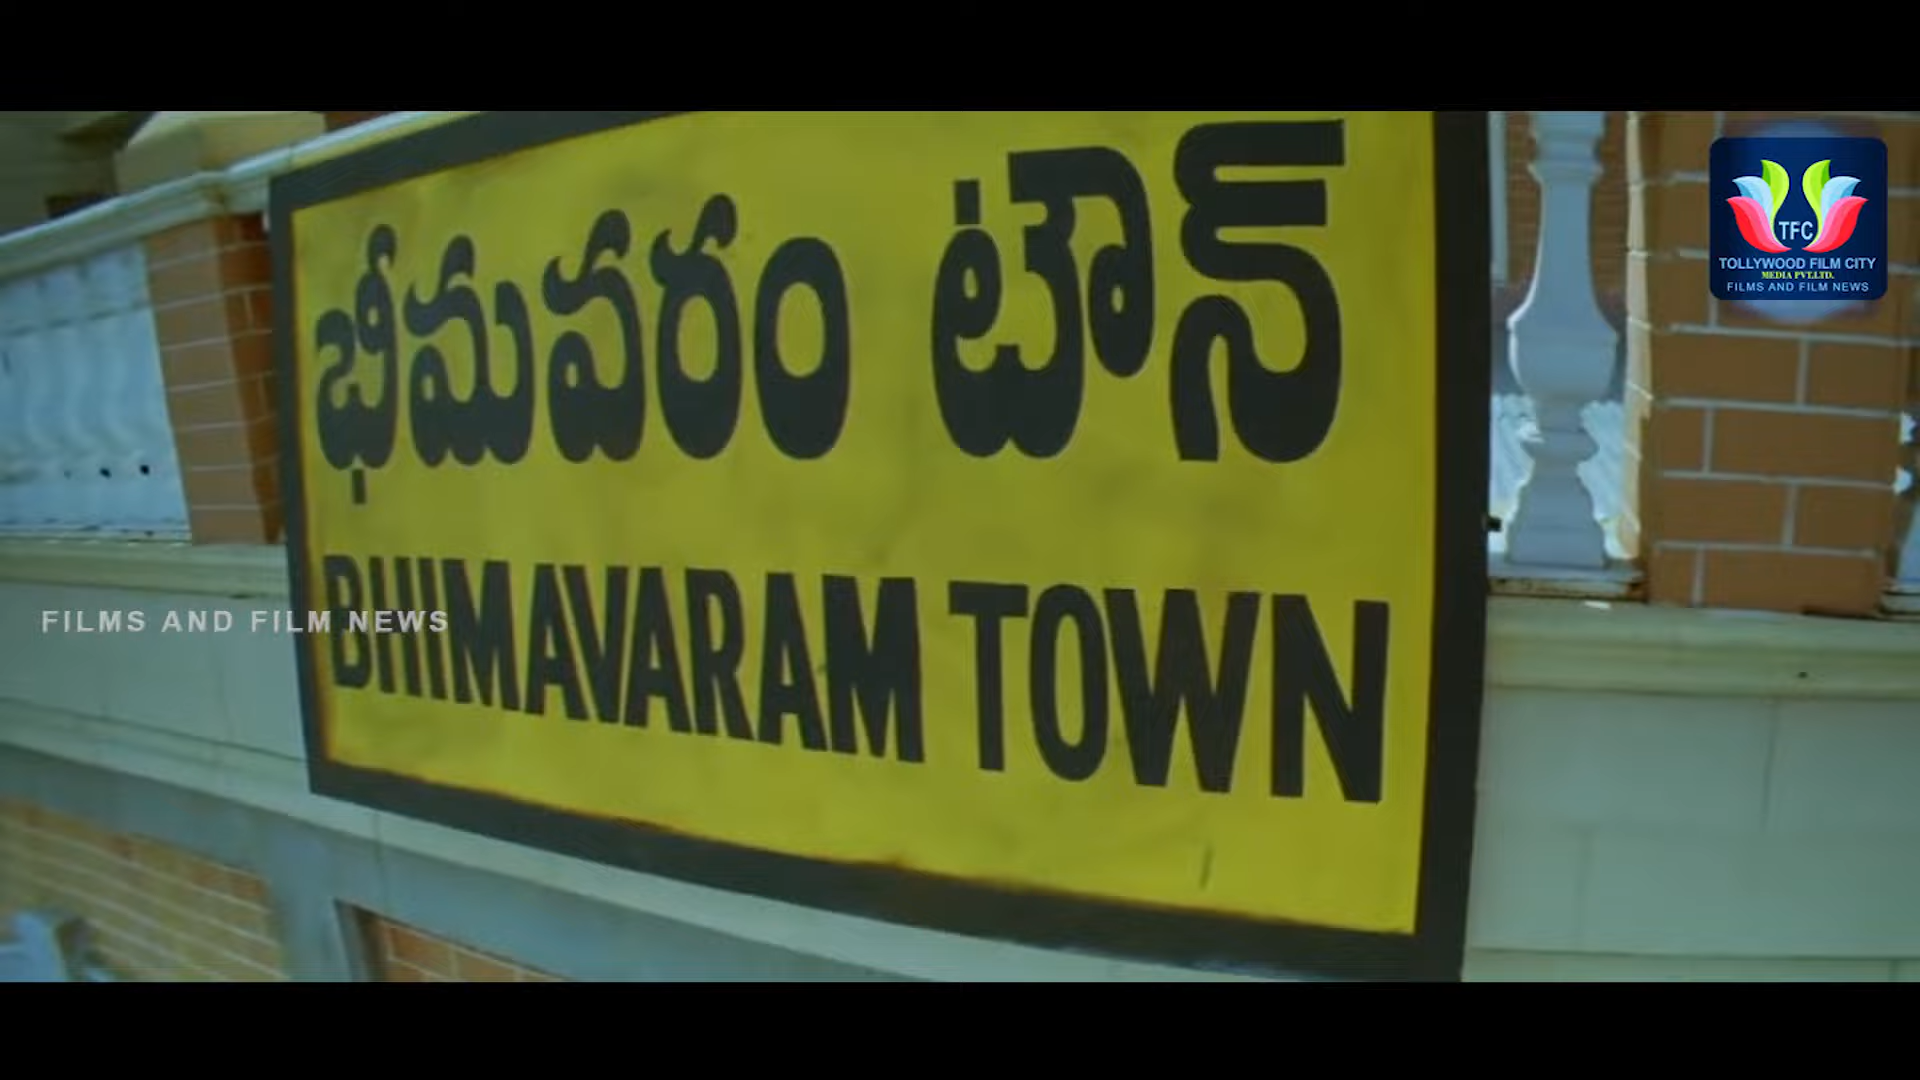 భీమవరం టౌన్
BHIMAVARAM TOWN
FILMS AND FILM NEWS
TFC
TOLLYWOOD FILM CITY
MEDIA PVT.LTD.
FILMS AND FILM NEWS